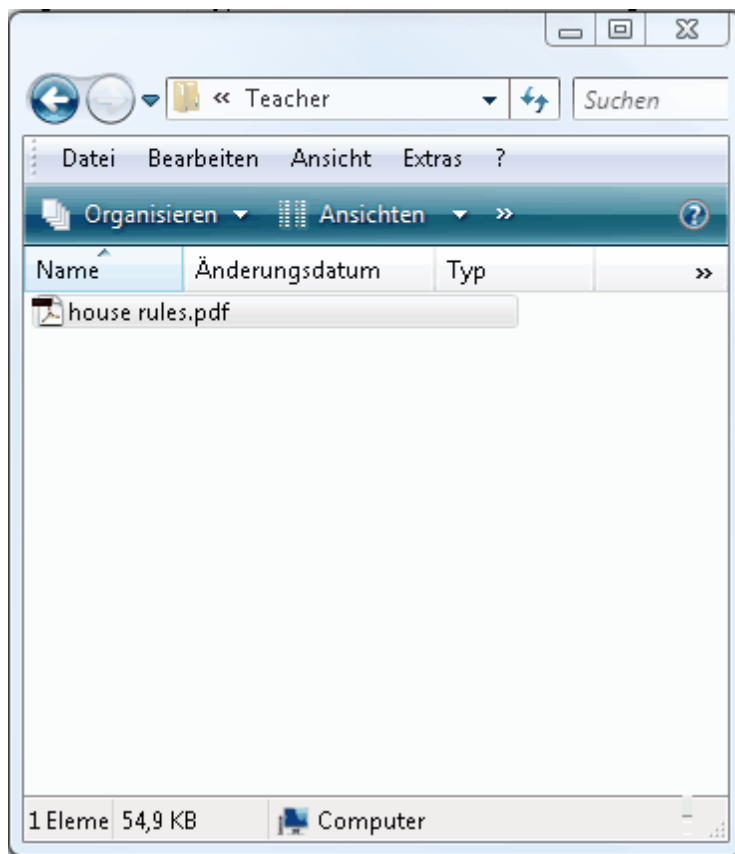 « Teacher Suchen
Datei Bearbeiten Ansicht Extras ?
Organisieren Ansichten » ?
Name Änderungsdatum Typ »
house rules.pdf
1 Eleme 54,9 KB Computer